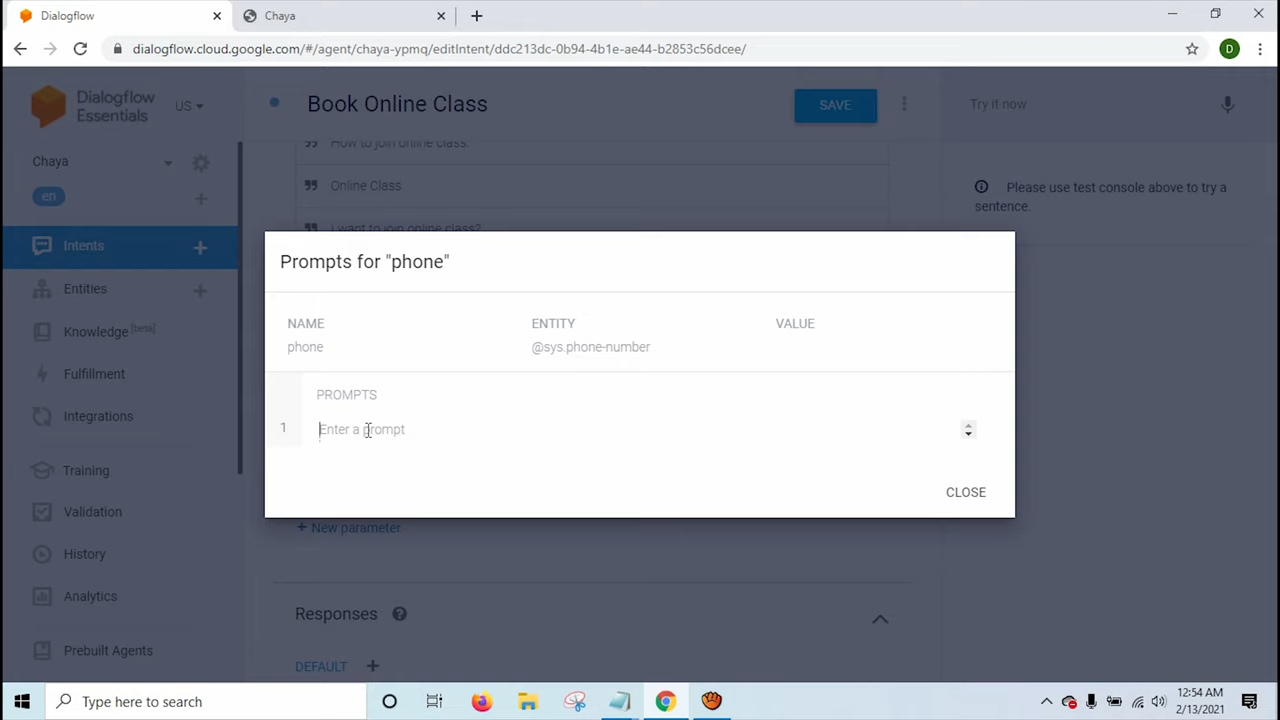 Dialogflow
Chaya
dialogflow.cloud.google.com/#/agent/chaya-ypmq/editIntent/ddc213dc-0b94-4b1e-ae44-b2853c56dcee/
D
Dialogflow
Essentials
US
Book Online Class
SAVE
Try it now
Chaya
en
How to join online class.
Online Class
I want to join online class?
Please use test console above to try a
sentence.
Intents
Entities
Knowledge [beta]
Fulfillment
Integrations
Training
Validation
History
Analytics
Prebuilt Agents
Prompts for "phone"
NAME
ENTITY
VALUE
phone
@sys.phone-number
PROMPTS
1
Enter a prompt
CLOSE
+ New parameter
Responses
DEFAULT
Type here to search
12:54 AM
2/13/2021